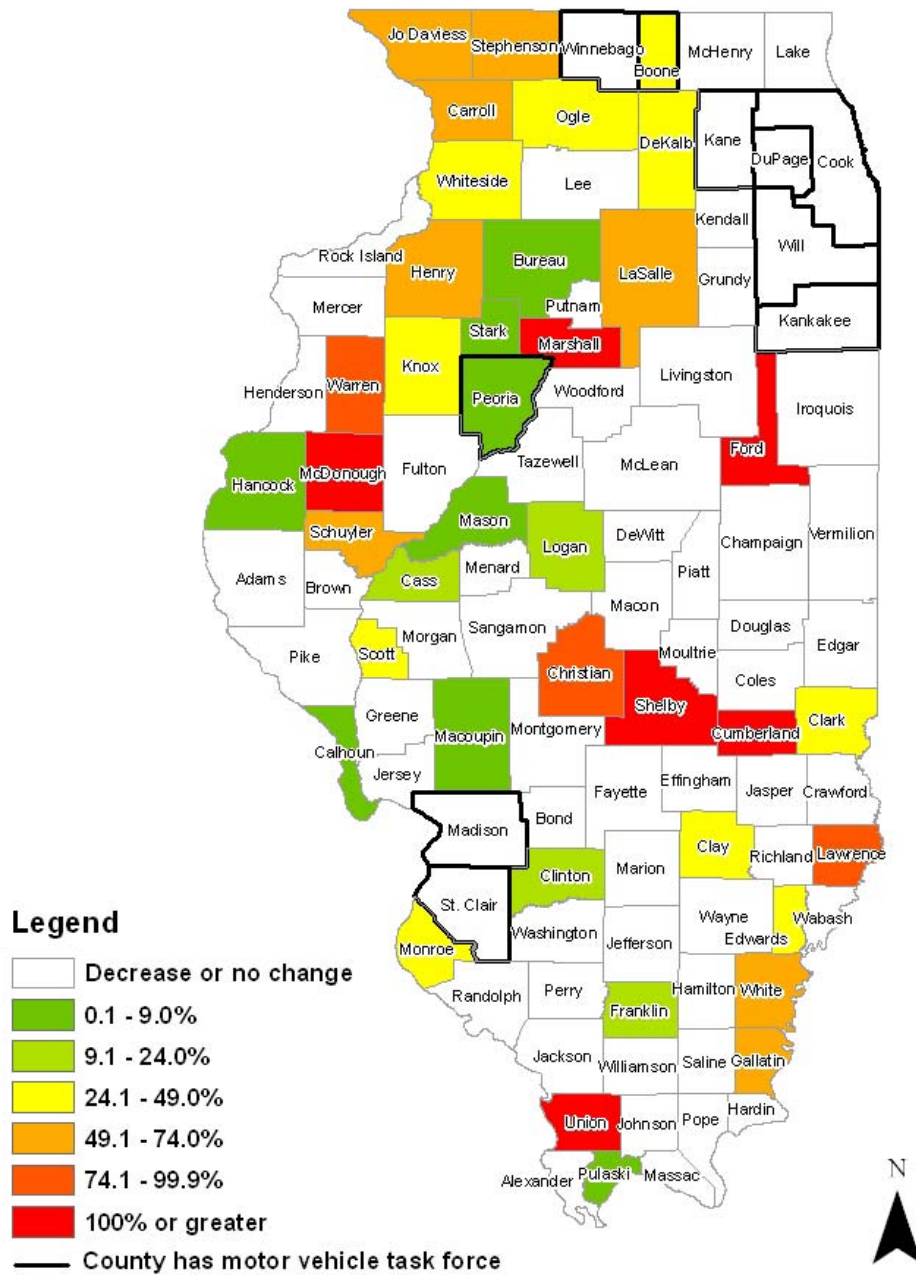 Jo Daviess
Stephenson
Winnebago
Boone
McHenry
Lake
Carroll
Ogle
DeKalb
Kane
DuPage
Cook
Whiteside
Lee
Kendall
Will
Rock Island
Henry
Bureau
LaSalle
Grundy
Mercer
Putnam
Kankakee
Stark
Marshall
Knox
Warren
Henderson
Peoria
Woodford
Livingston
Iroquois
Ford
Hancock
McDonough
Fulton
Tazewell
McLean
Mason
Schuyler
Logan
DeWitt
Champaign
Vermilion
Adams
Brown
Cass
Menard
Piatt
Macon
Scott
Morgan
Sangamon
Douglas
Edgar
Pike
Moultrie
Christian
Coles
Shelby
Greene
Macoupin
Montgomery
Cumberland
Clark
Calhoun
Jersey
Fayette
Effingham
Jasper
Crawford
Madison
Bond
Clay
Richland
Lawrence
Clinton
Marion
St. Clair
Wayne
Wabash
Edwards
Washington
Jefferson
Monroe
Randolph
Perry
Hamilton
White
Franklin
Jackson
Williamson
Saline
Gallatin
Union
Johnson
Pope
Hardin
Alexander
Pulaski
Massac
Legend
Decrease or no change
0.1 - 9.0%
9.1 - 24.0%
24.1 - 49.0%
49.1 - 74.0%
74.1 - 99.9%
100% or greater
County has motor vehicle task force
N